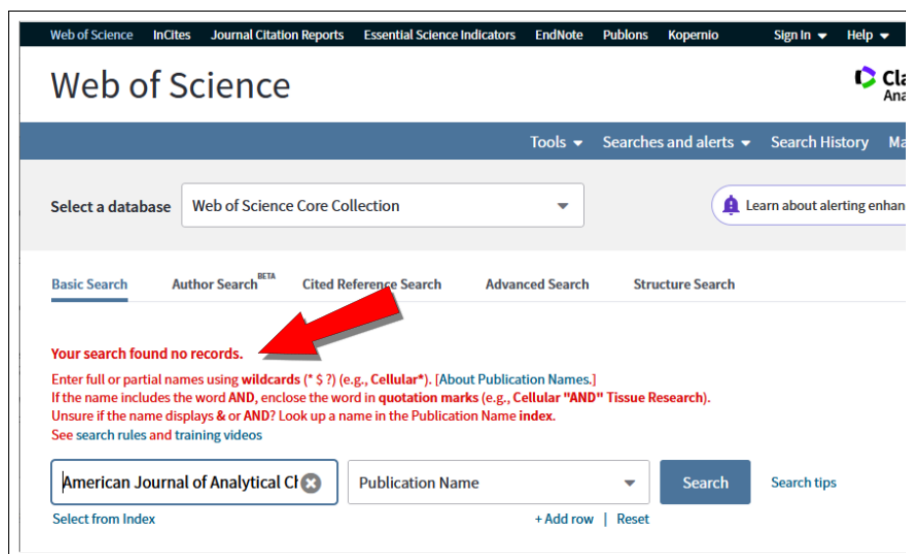 Web of Science InCites Journal Citation Reports Essential Science Indicators EndNote Publons Kopernio Sign In Help
Web of Science
Cla
Ana
Tools Searches and alerts Search History Ma
Select a database Web of Science Core Collection Learn about alerting enhan
Basic Search Author Search BETA Cited Reference Search Advanced Search Structure Search
Your search found no records.
Enter full or partial names using wildcards (* $ ?) (e.g., Cellular*). [About Publication Names.]
If the name includes the word AND, enclose the word in quotation marks (e.g., Cellular "AND" Tissue Research).
Unsure if the name displays & or AND? Look up a name in the Publication Name index.
See search rules and training videos
American Journal of Analytical Ch Publication Name Search Search tips
Select from Index + Add row | Reset